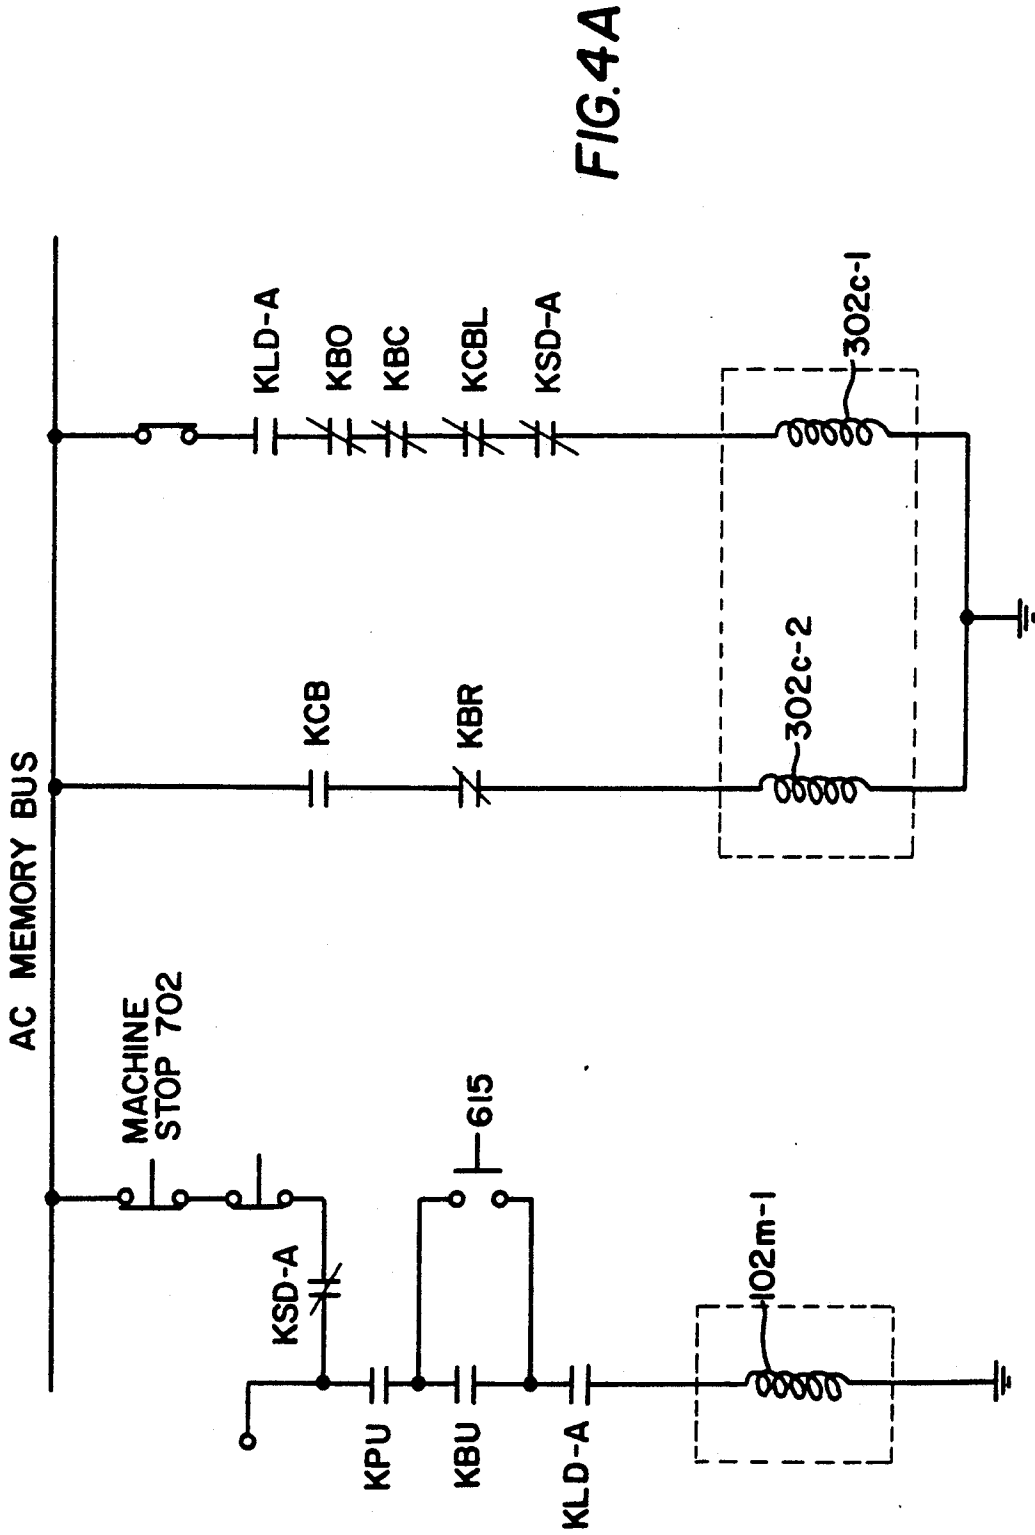 AC MEMORY BUS
MACHINE
STOP 702
KSD-A
KPU
KBU
615
KLD-A
102m-1
KCB
KBR
302c-2
KLD-A
KBO
KBC
KCBL
KSD-A
302c-1
FIG. 4A